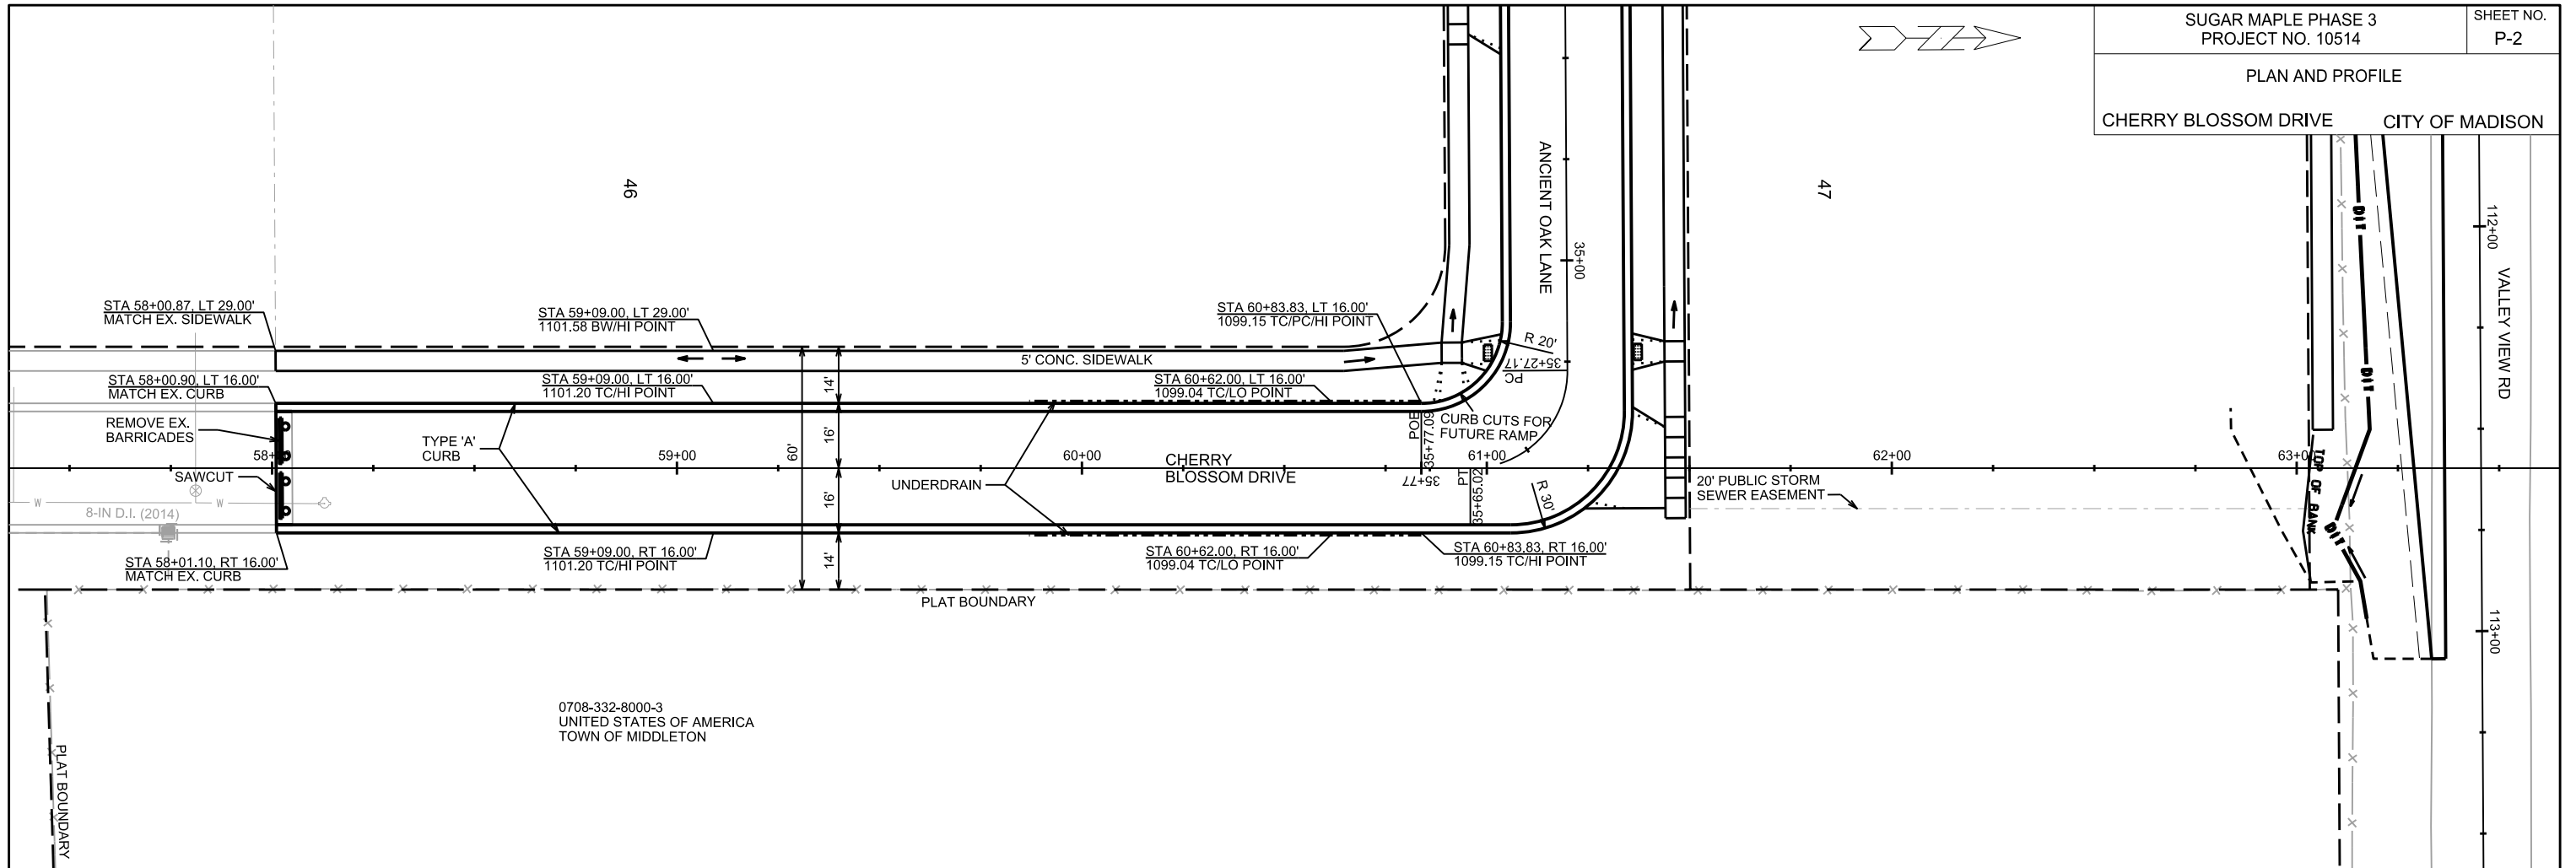 SUGAR MAPLE PHASE 3
PROJECT NO. 10514
SHEET NO.
P-2
PLAN AND PROFILE
CHERRY BLOSSOM DRIVE
CITY OF MADISON
46
47
ANCIENT OAK LANE
35+00
112+00
VALLEY VIEW RD
113+00
STA 58+00.87, LT 29.00'
MATCH EX. SIDEWALK
STA 59+09.00, LT 29.00'
1101.58 BW/HI POINT
STA 60+83.83, LT 16.00'
1099.15 TC/PC/HI POINT
5' CONC. SIDEWALK
R 20'
35+27.17
PC
STA 58+00.90, LT 16.00'
MATCH EX. CURB
STA 59+09.00, LT 16.00'
1101.20 TC/HI POINT
STA 60+62.00, LT 16.00'
1099.04 TC/LO POINT
14'
16'
60'
16'
14'
REMOVE EX.
BARRICADES
TYPE 'A'
CURB
POE
35+77.09
CURB CUTS FOR
FUTURE RAMP
59+00
60+00
61+00
62+00
CHERRY
BLOSSOM DRIVE
SAWCUT
UNDERDRAIN
35+77
PT
35+65.02
R 30'
20' PUBLIC STORM
SEWER EASEMENT
TOP OF BANK
DIT
DIT
DIT
W
W
8-IN D.I. (2014)
STA 58+01.10, RT 16.00'
MATCH EX. CURB
STA 59+09.00, RT 16.00'
1101.20 TC/HI POINT
STA 60+62.00, RT 16.00'
1099.04 TC/LO POINT
STA 60+83.83, RT 16.00'
1099.15 TC/HI POINT
PLAT BOUNDARY
0708-332-8000-3
UNITED STATES OF AMERICA
TOWN OF MIDDLETON
PLAT BOUNDARY